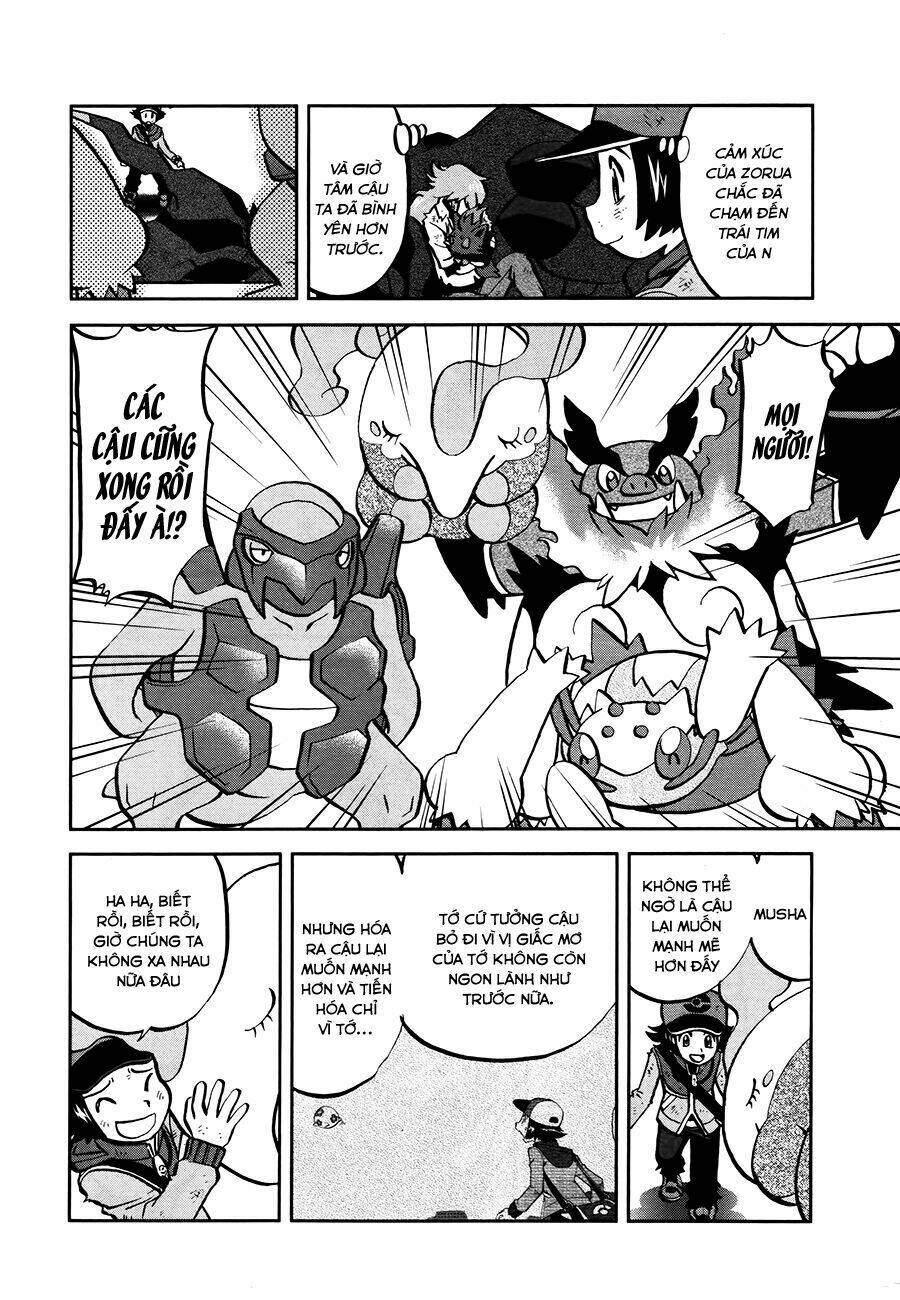 CẢM XÚC
CỦA ZORUA
CHẮC ĐÃ
CHẠM ĐẾN
TRÁI TIM
CỦA N
VÀ GIỜ
TÂM CẬU
TA ĐÃ BÌNH
YÊN HƠN
TRƯỚC.
MỌI
NGƯỜI!
CÁC
CẬU CŨNG
XONG RỒI
ĐẤY À!?
MUSHA
KHÔNG THỂ
NGỜ LÀ CẬU
LẠI MUỐN
MẠNH MẼ
HƠN ĐẤY
TỚ CỨ TƯỞNG CẬU
BỎ ĐI VÌ VỊ GIẤC MƠ
CỦA TỚ KHÔNG CÒN
NGON LÀNH NHƯ
TRƯỚC NỮA.
NHƯNG HÓA
RA CẬU LẠI
MUỐN MẠNH
HƠN VÀ TIẾN
HÓA CHỈ
VÌ TỚ...
HA HA, BIẾT
RỒI, BIẾT RỒI,
GIỜ CHÚNG TA
KHÔNG XA NHAU
NỮA ĐÂU